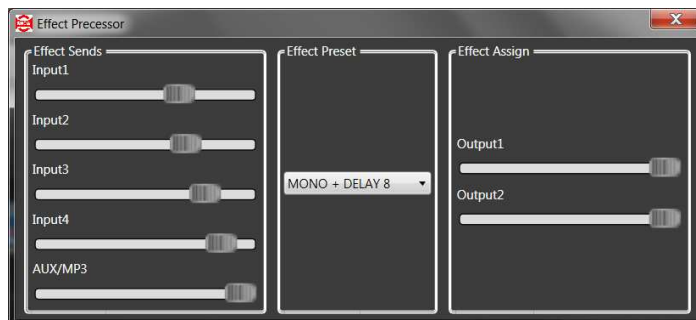 Effect Precessor
Effect Sends
Input1
Input2
Input3
Input4
AUX/MP3
Effect Preset
MONO + DELAY 8
Effect Assign
Output1
Output2